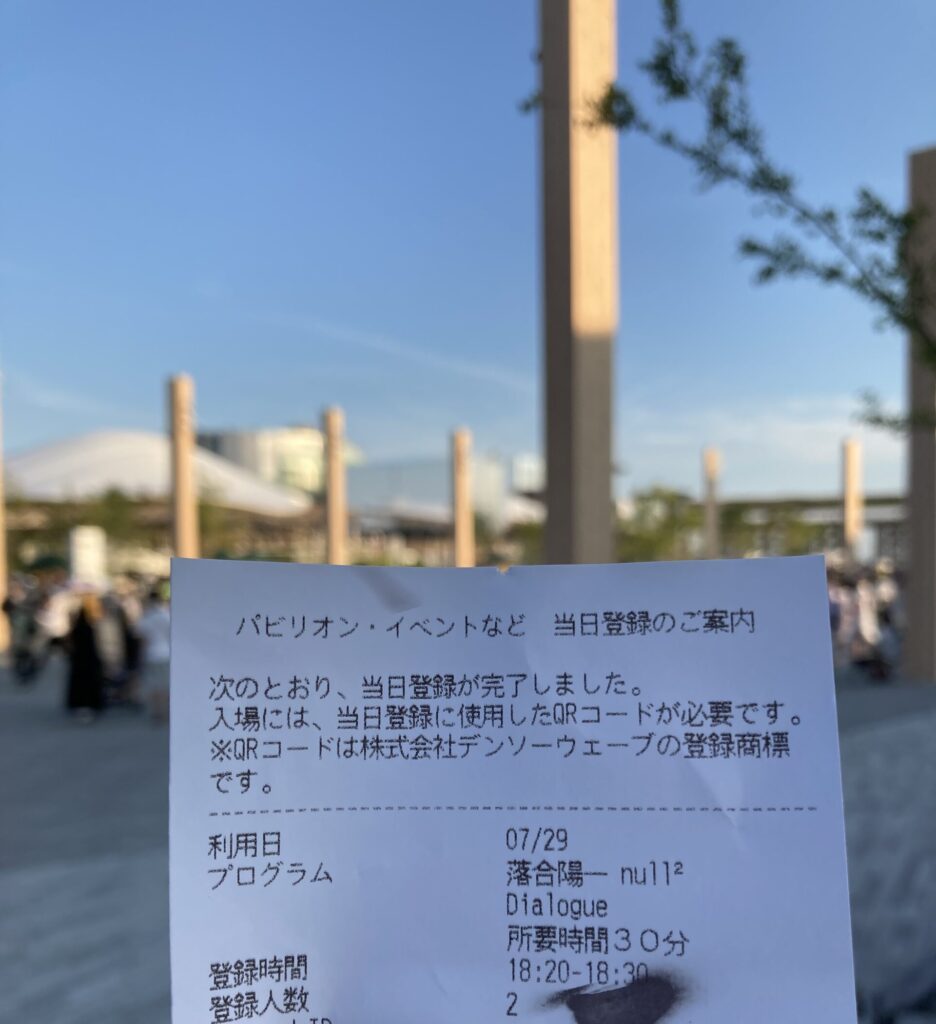 パビリオン・イベントなど　当日登録のご案内
次のとおり、当日登録が完了しました。
入場には、当日登録に使用したQRコードが必要です。
※QRコードは株式会社デンソーウェーブの登録商標
です。
利用日 07/29
プログラム 落合陽一 null²
Dialogue
所要時間３０分
登録時間 18:20-18:30
登録人数 2